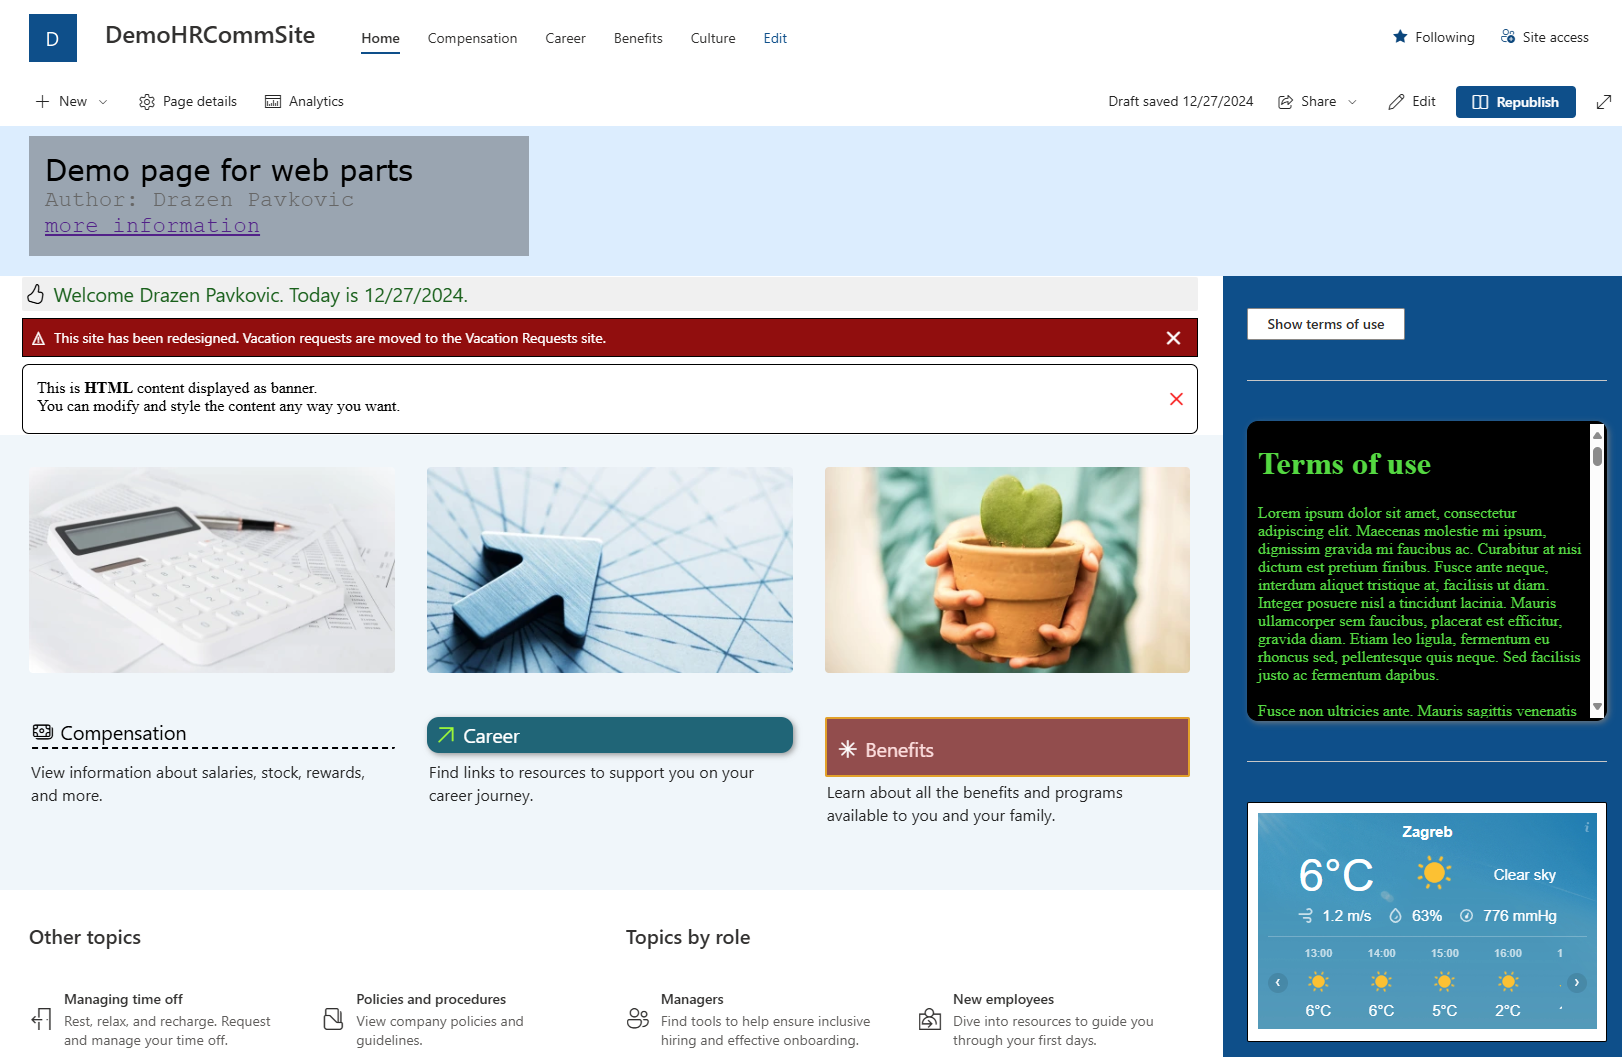 D
DemoHRCommSite
Home
Compensation
Career
Benefits
Culture
Edit
Following
Site access
New
Page details
Analytics
Draft saved 12/27/2024
Share
Edit
Republish
Demo page for web parts
Author: Drazen Pavkovic
more information
Welcome Drazen Pavkovic. Today is 12/27/2024.
This site has been redesigned. Vacation requests are moved to the Vacation Requests site.
This is HTML content displayed as banner.
You can modify and style the content any way you want.
Compensation
View information about salaries, stock, rewards,
and more.
Career
Find links to resources to support you on your
career journey.
Benefits
Learn about all the benefits and programs
available to you and your family.
Other topics
Managing time off
Rest, relax, and recharge. Request
and manage your time off.
Policies and procedures
View company policies and
guidelines.
Topics by role
Managers
Find tools to help ensure inclusive
hiring and effective onboarding.
New employees
Dive into resources to guide you
through your first days.
Show terms of use
Terms of use
Lorem ipsum dolor sit amet, consectetur
adipiscing elit. Maecenas molestie mi ipsum,
dignissim gravida mi faucibus ac. Curabitur at nisi
dictum est pretium finibus. Fusce ante neque,
interdum aliquet tristique at, facilisis ut diam.
Integer posuere nisl a tincidunt lacinia. Mauris
ullamcorper sem faucibus, placerat est efficitur,
gravida diam. Etiam leo ligula, fermentum eu
rhoncus sed, pellentesque quis neque. Sed facilisis
justo ac fermentum dapibus.
Fusce non ultricies ante. Mauris sagittis venenatis
Zagreb
i
6°C
Clear sky
1.2 m/s
63%
776 mmHg
13:00 14:00 15:00 16:00 1
6°C 6°C 5°C 2°C